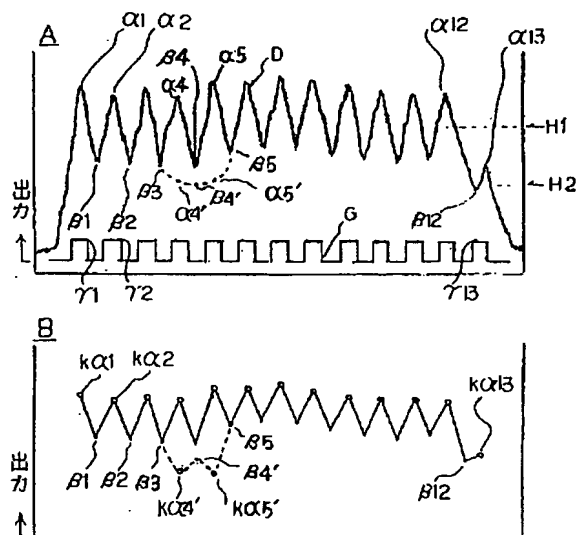 A
α1
α2
β4
α5
D
α4
α12
α13
H1
β3
β5
α5'
H2
β1
β2
α4'
β4'
β12
出力
G
γ1
γ2
γ13
B
kα1
kα2
kα13
β5
β1
β2
β3
β4'
β12
出力
kα4'
kα5'